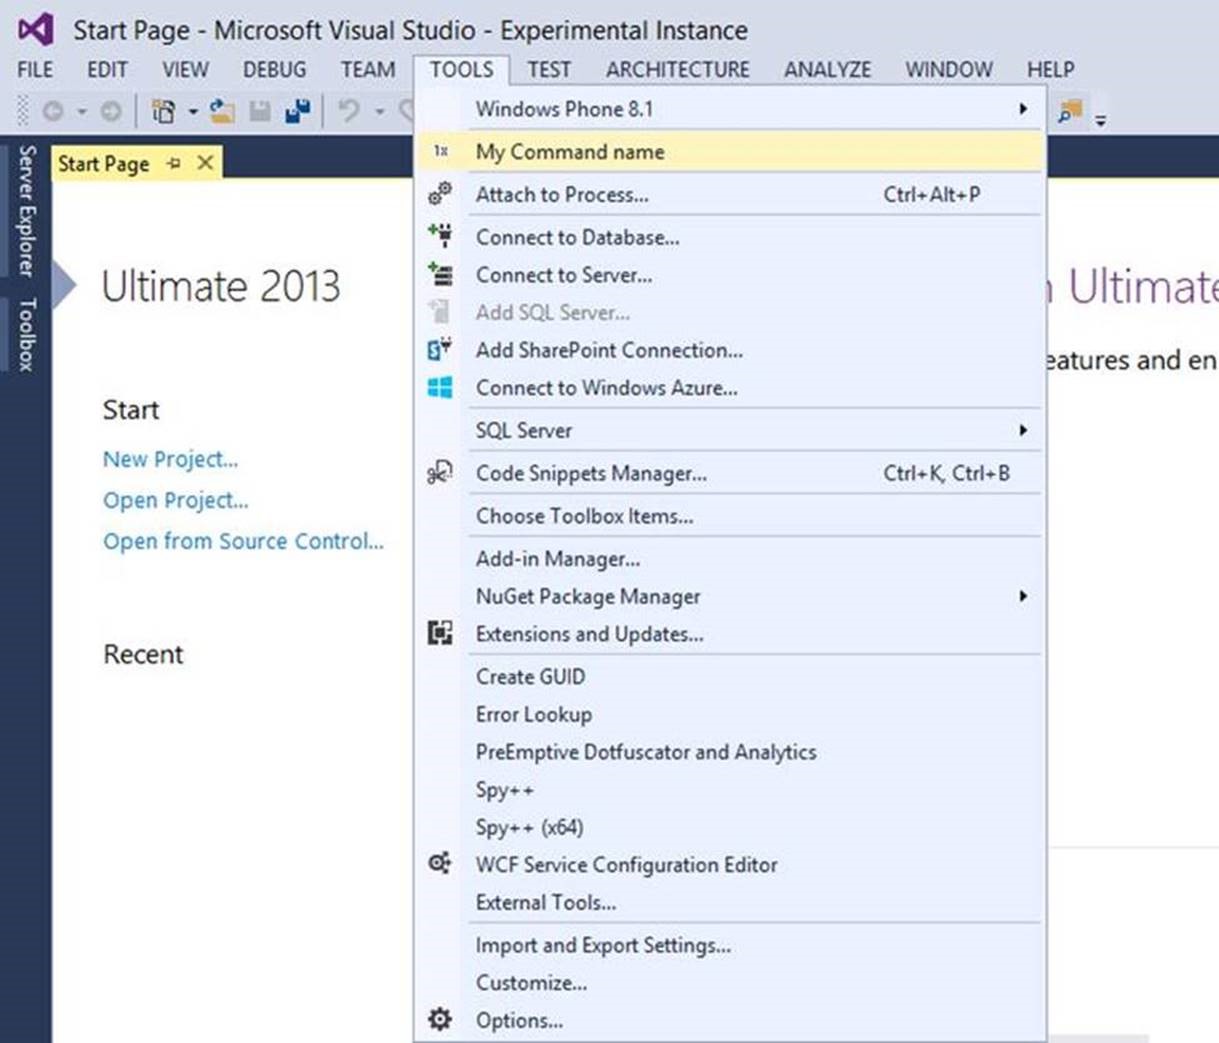 Start Page - Microsoft Visual Studio - Experimental Instance
FILE EDIT VIEW DEBUG TEAM TOOLS TEST ARCHITECTURE ANALYZE WINDOW HELP
Server Explorer
Toolbox
Start Page
Ultimate 2013
Start
New Project...
Open Project...
Open from Source Control...
Recent
Windows Phone 8.1
1x My Command name
Attach to Process... Ctrl+Alt+P
Connect to Database...
Connect to Server...
Add SQL Server...
Add SharePoint Connection...
Connect to Windows Azure...
SQL Server
Code Snippets Manager... Ctrl+K, Ctrl+B
Choose Toolbox Items...
Add-in Manager...
NuGet Package Manager
Extensions and Updates...
Create GUID
Error Lookup
PreEmptive Dotfuscator and Analytics
Spy++
Spy++ (x64)
WCF Service Configuration Editor
External Tools...
Import and Export Settings...
Customize...
Options...
Ultimate
eatures and en